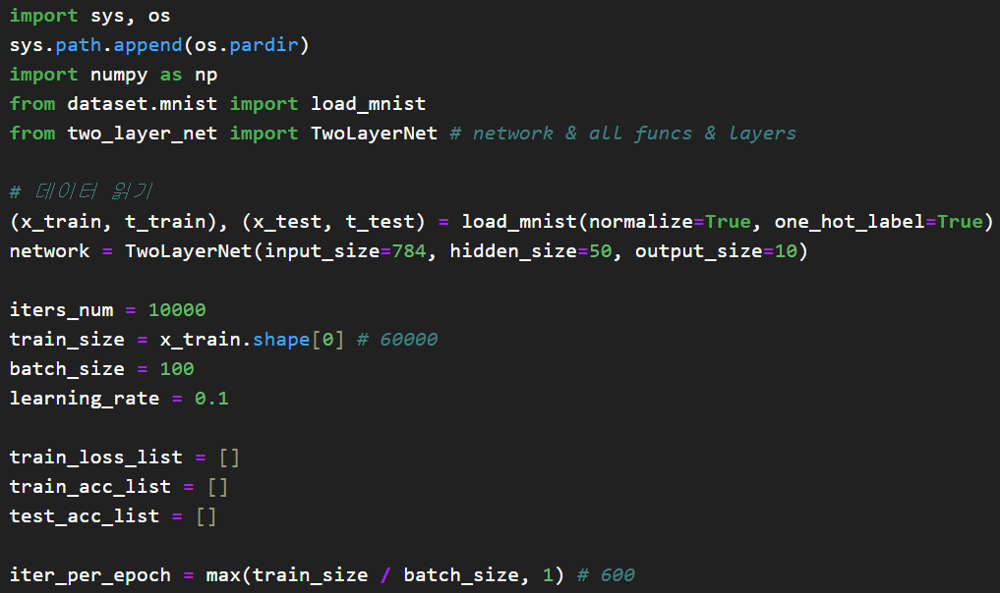 import sys, os
sys.path.append(os.pardir)
import numpy as np
from dataset.mnist import load_mnist
from two_layer_net import TwoLayerNet # network & all funcs & layers
# 데이터 읽기
(x_train, t_train), (x_test, t_test) = load_mnist(normalize=True, one_hot_label=True)
network = TwoLayerNet(input_size=784, hidden_size=50, output_size=10)
iters_num = 10000
train_size = x_train.shape[0] # 60000
batch_size = 100
learning_rate = 0.1
train_loss_list = []
train_acc_list = []
test_acc_list = []
iter_per_epoch = max(train_size / batch_size, 1) # 600